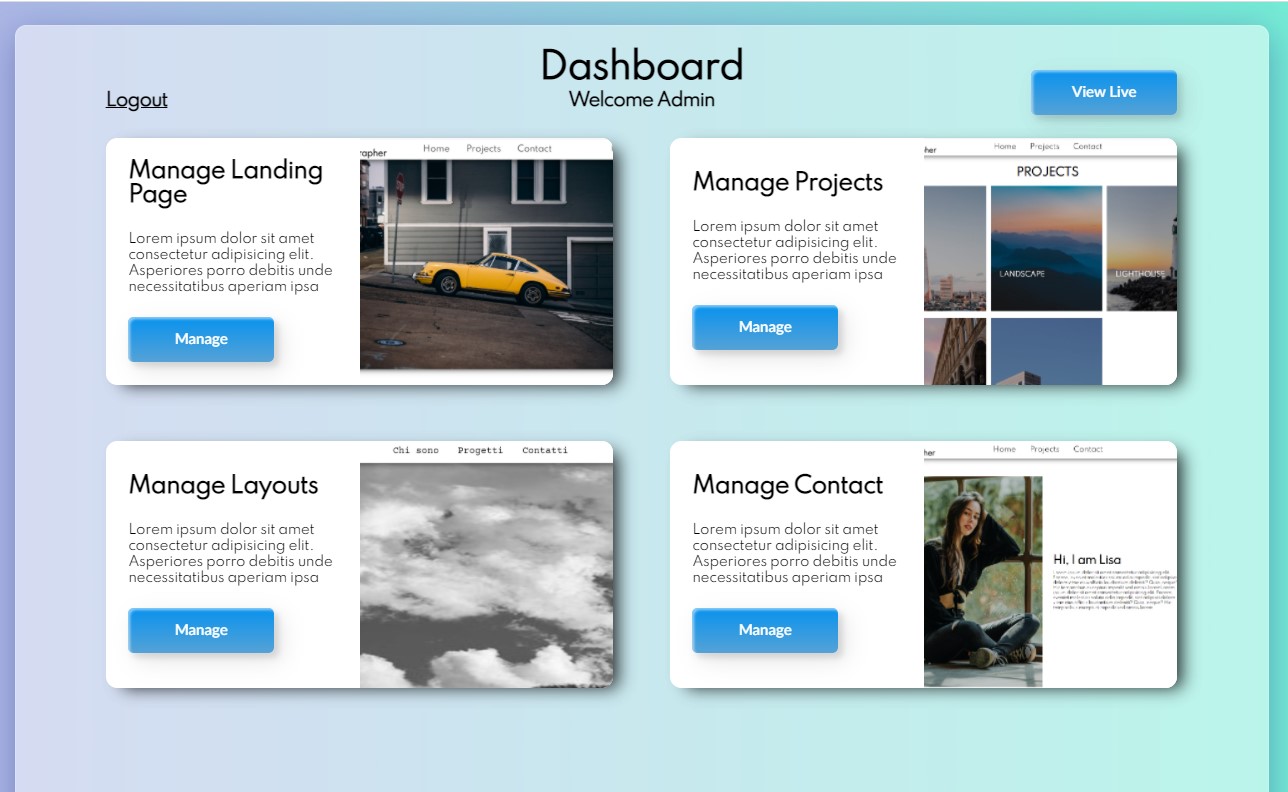 Dashboard
Welcome Admin
Logout
View Live
Manage Landing
Page
Lorem ipsum dolor sit amet
consectetur adipisicing elit.
Asperiores porro debitis unde
necessitatibus aperiam ipsa
Manage
rapher
Home Projects Contact
Manage Projects
Lorem ipsum dolor sit amet
consectetur adipisicing elit.
Asperiores porro debitis unde
necessitatibus aperiam ipsa
Manage
her
Home Projects Contact
PROJECTS
LANDSCAPE
LIGHTHOUSE
Manage Layouts
Lorem ipsum dolor sit amet
consectetur adipisicing elit.
Asperiores porro debitis unde
necessitatibus aperiam ipsa
Manage
Chi sono Progetti Contatti
Manage Contact
Lorem ipsum dolor sit amet
consectetur adipisicing elit.
Asperiores porro debitis unde
necessitatibus aperiam ipsa
Manage
her
Home Projects Contact
Hi, I am Lisa